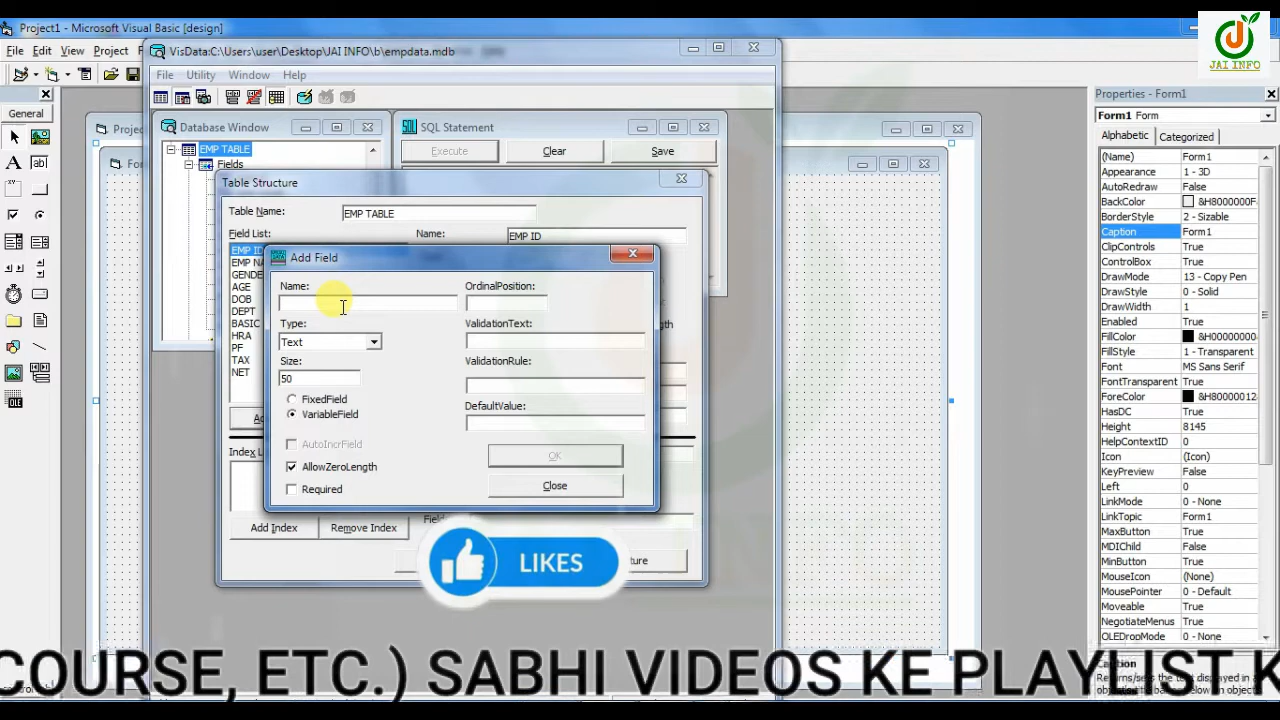 Project1 - Microsoft Visual Basic [design]
JAI INFO
File Edit View Project
VisData:C:\Users\user\Desktop\JAI INFO\b\empdata.mdb
File Utility Window Help
General
Database Window
EMP TABLE
Fields
SQL Statement
Execute Clear Save
Table Structure
Table Name: EMP TABLE
Field List: Name: EMP ID
EMP ID
GENDE
AGE
DOB
DEPT
BASIC
HRA
PF
TAX
NET
Add Field
Name:
OrdinalPosition:
Type:
Text
ValidationText:
Size:
50
ValidationRule:
FixedField
VariableField
DefaultValue:
AutoIncrField
AllowZeroLength
Required
OK
Close
Add Index Remove Index
LIKES
COURSE, ETC.) SABHI VIDEOS KE PLAYLIST K
Properties - Form1
Form1 Form
Alphabetic Categorized
(Name) Form1
Appearance 1 - 3D
AutoRedraw False
BackColor &H8000000F
BorderStyle 2 - Sizable
Caption Form1
ClipControls True
ControlBox True
DrawMode 13 - Copy Pen
DrawStyle 0 - Solid
DrawWidth 1
Enabled True
FillColor &H00000000
FillStyle 1 - Transparent
Font MS Sans Serif
FontTransparent True
ForeColor &H80000012
HasDC True
Height 8145
HelpContextID 0
Icon (Icon)
KeyPreview False
Left 0
LinkMode 0 - None
LinkTopic Form1
MaxButton True
MDIChild False
MinButton True
MouseIcon (None)
MousePointer 0 - Default
Moveable True
NegotiateMenus True
OLEDropMode 0 - None